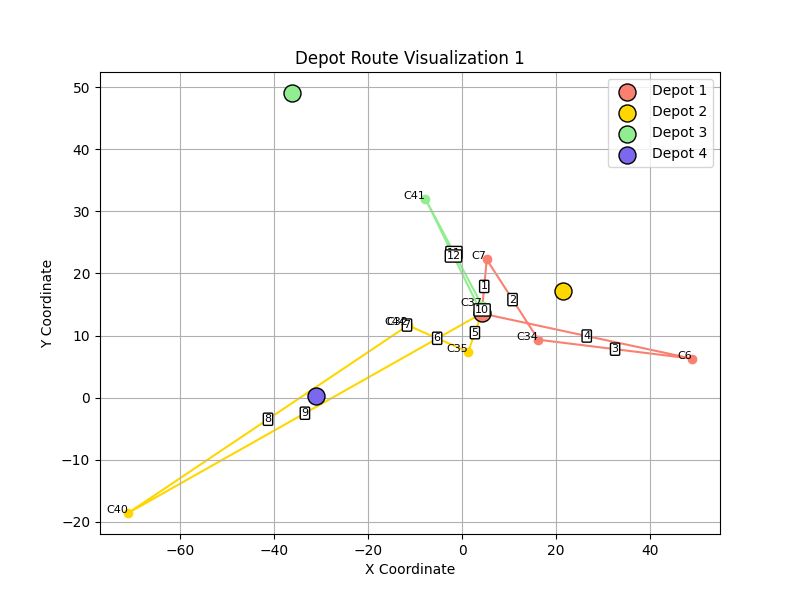 Depot Route Visualization 1
Depot 1
Depot 2
Depot 3
Depot 4
Y Coordinate
50
40
30
20
10
0
−10
−20
C41
12
C7
1
C37
10
2
7
6
5
C35
C34
4
3
C6
8
9
C40
−60
−40
−20
0
20
40
X Coordinate